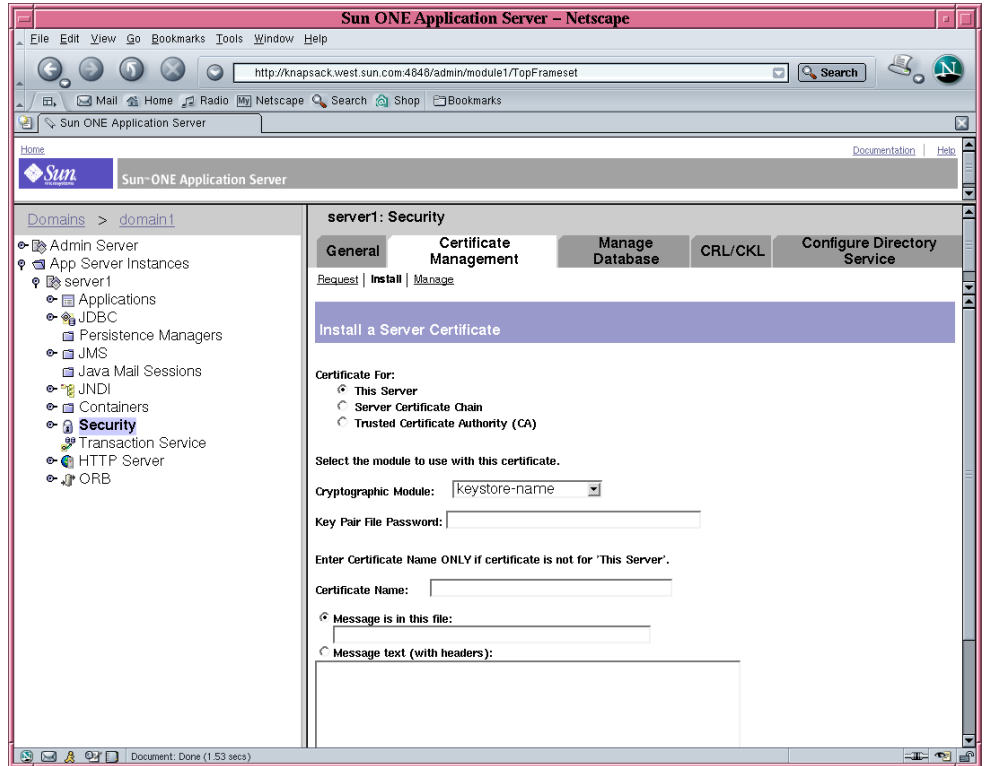 Sun ONE Application Server – Netscape
File Edit View Go Bookmarks Tools Window Help
http://knapsack.west.sun.com:4848/admin/module1/TopFrameset
Search
N
Mail Home Radio My Netscape Search Shop Bookmarks
Sun ONE Application Server
Home
Documentation | Help
Sun
microsystems
Sun ONE Application Server
Domains > domain1
Admin Server
App Server Instances
server1
Applications
JDBC
Persistence Managers
JMS
Java Mail Sessions
JNDI
Containers
Security
Transaction Service
HTTP Server
ORB
server1: Security
General
Certificate Management
Manage Database
CRL/CKL
Configure Directory Service
Request | Install | Manage
Install a Server Certificate
Certificate For:
This Server
Server Certificate Chain
Trusted Certificate Authority (CA)
Select the module to use with this certificate.
Cryptographic Module: keystore-name
Key Pair File Password:
Enter Certificate Name ONLY if certificate is not for 'This Server'.
Certificate Name:
Message is in this file:
Message text (with headers):
Document: Done (1.53 secs)